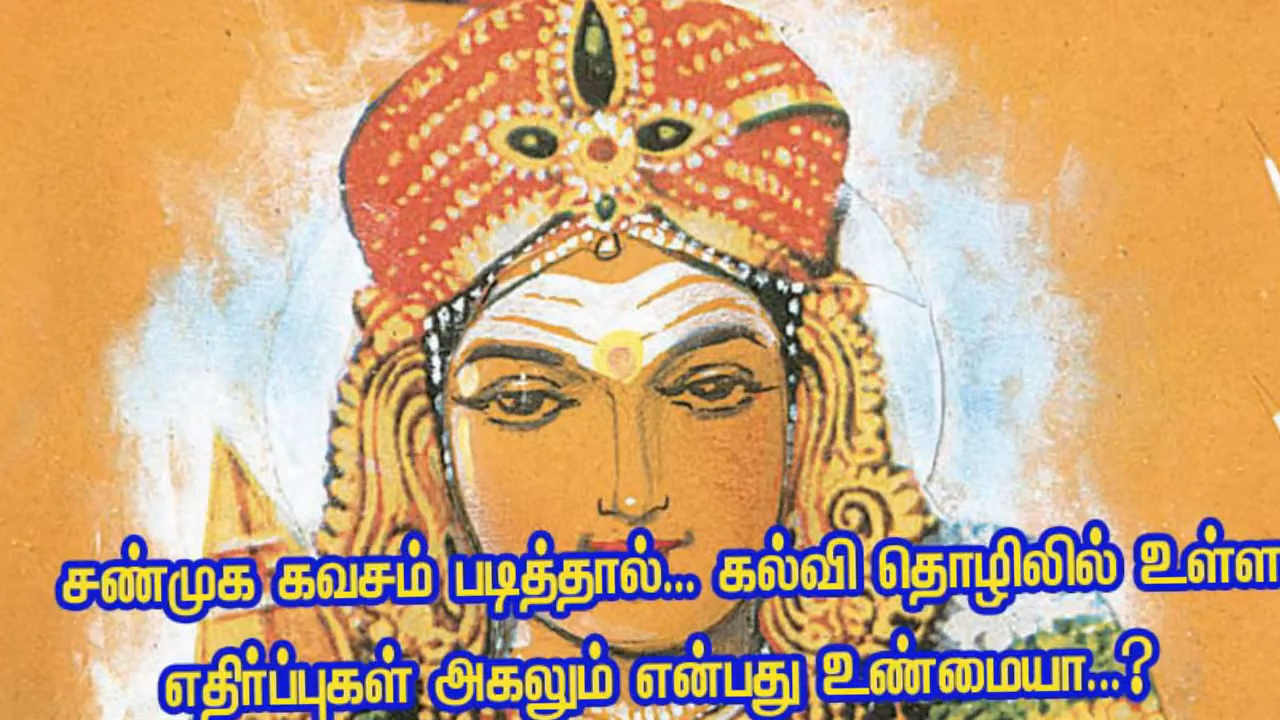 சண்முக கவசம் படித்தால்... கல்வி தொழிலில் உள்ள
எதிர்ப்புகள் அகலும் என்பது உண்மையா...?